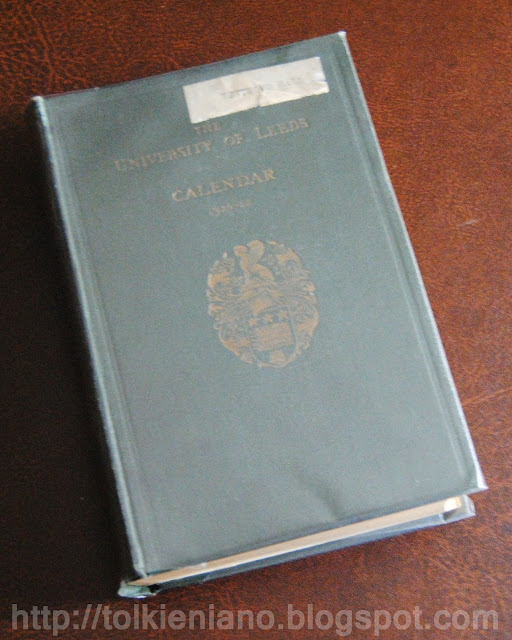 THE
UNIVERSITY OF LEEDS
CALENDAR
http://tolkieniano.blogspot.com